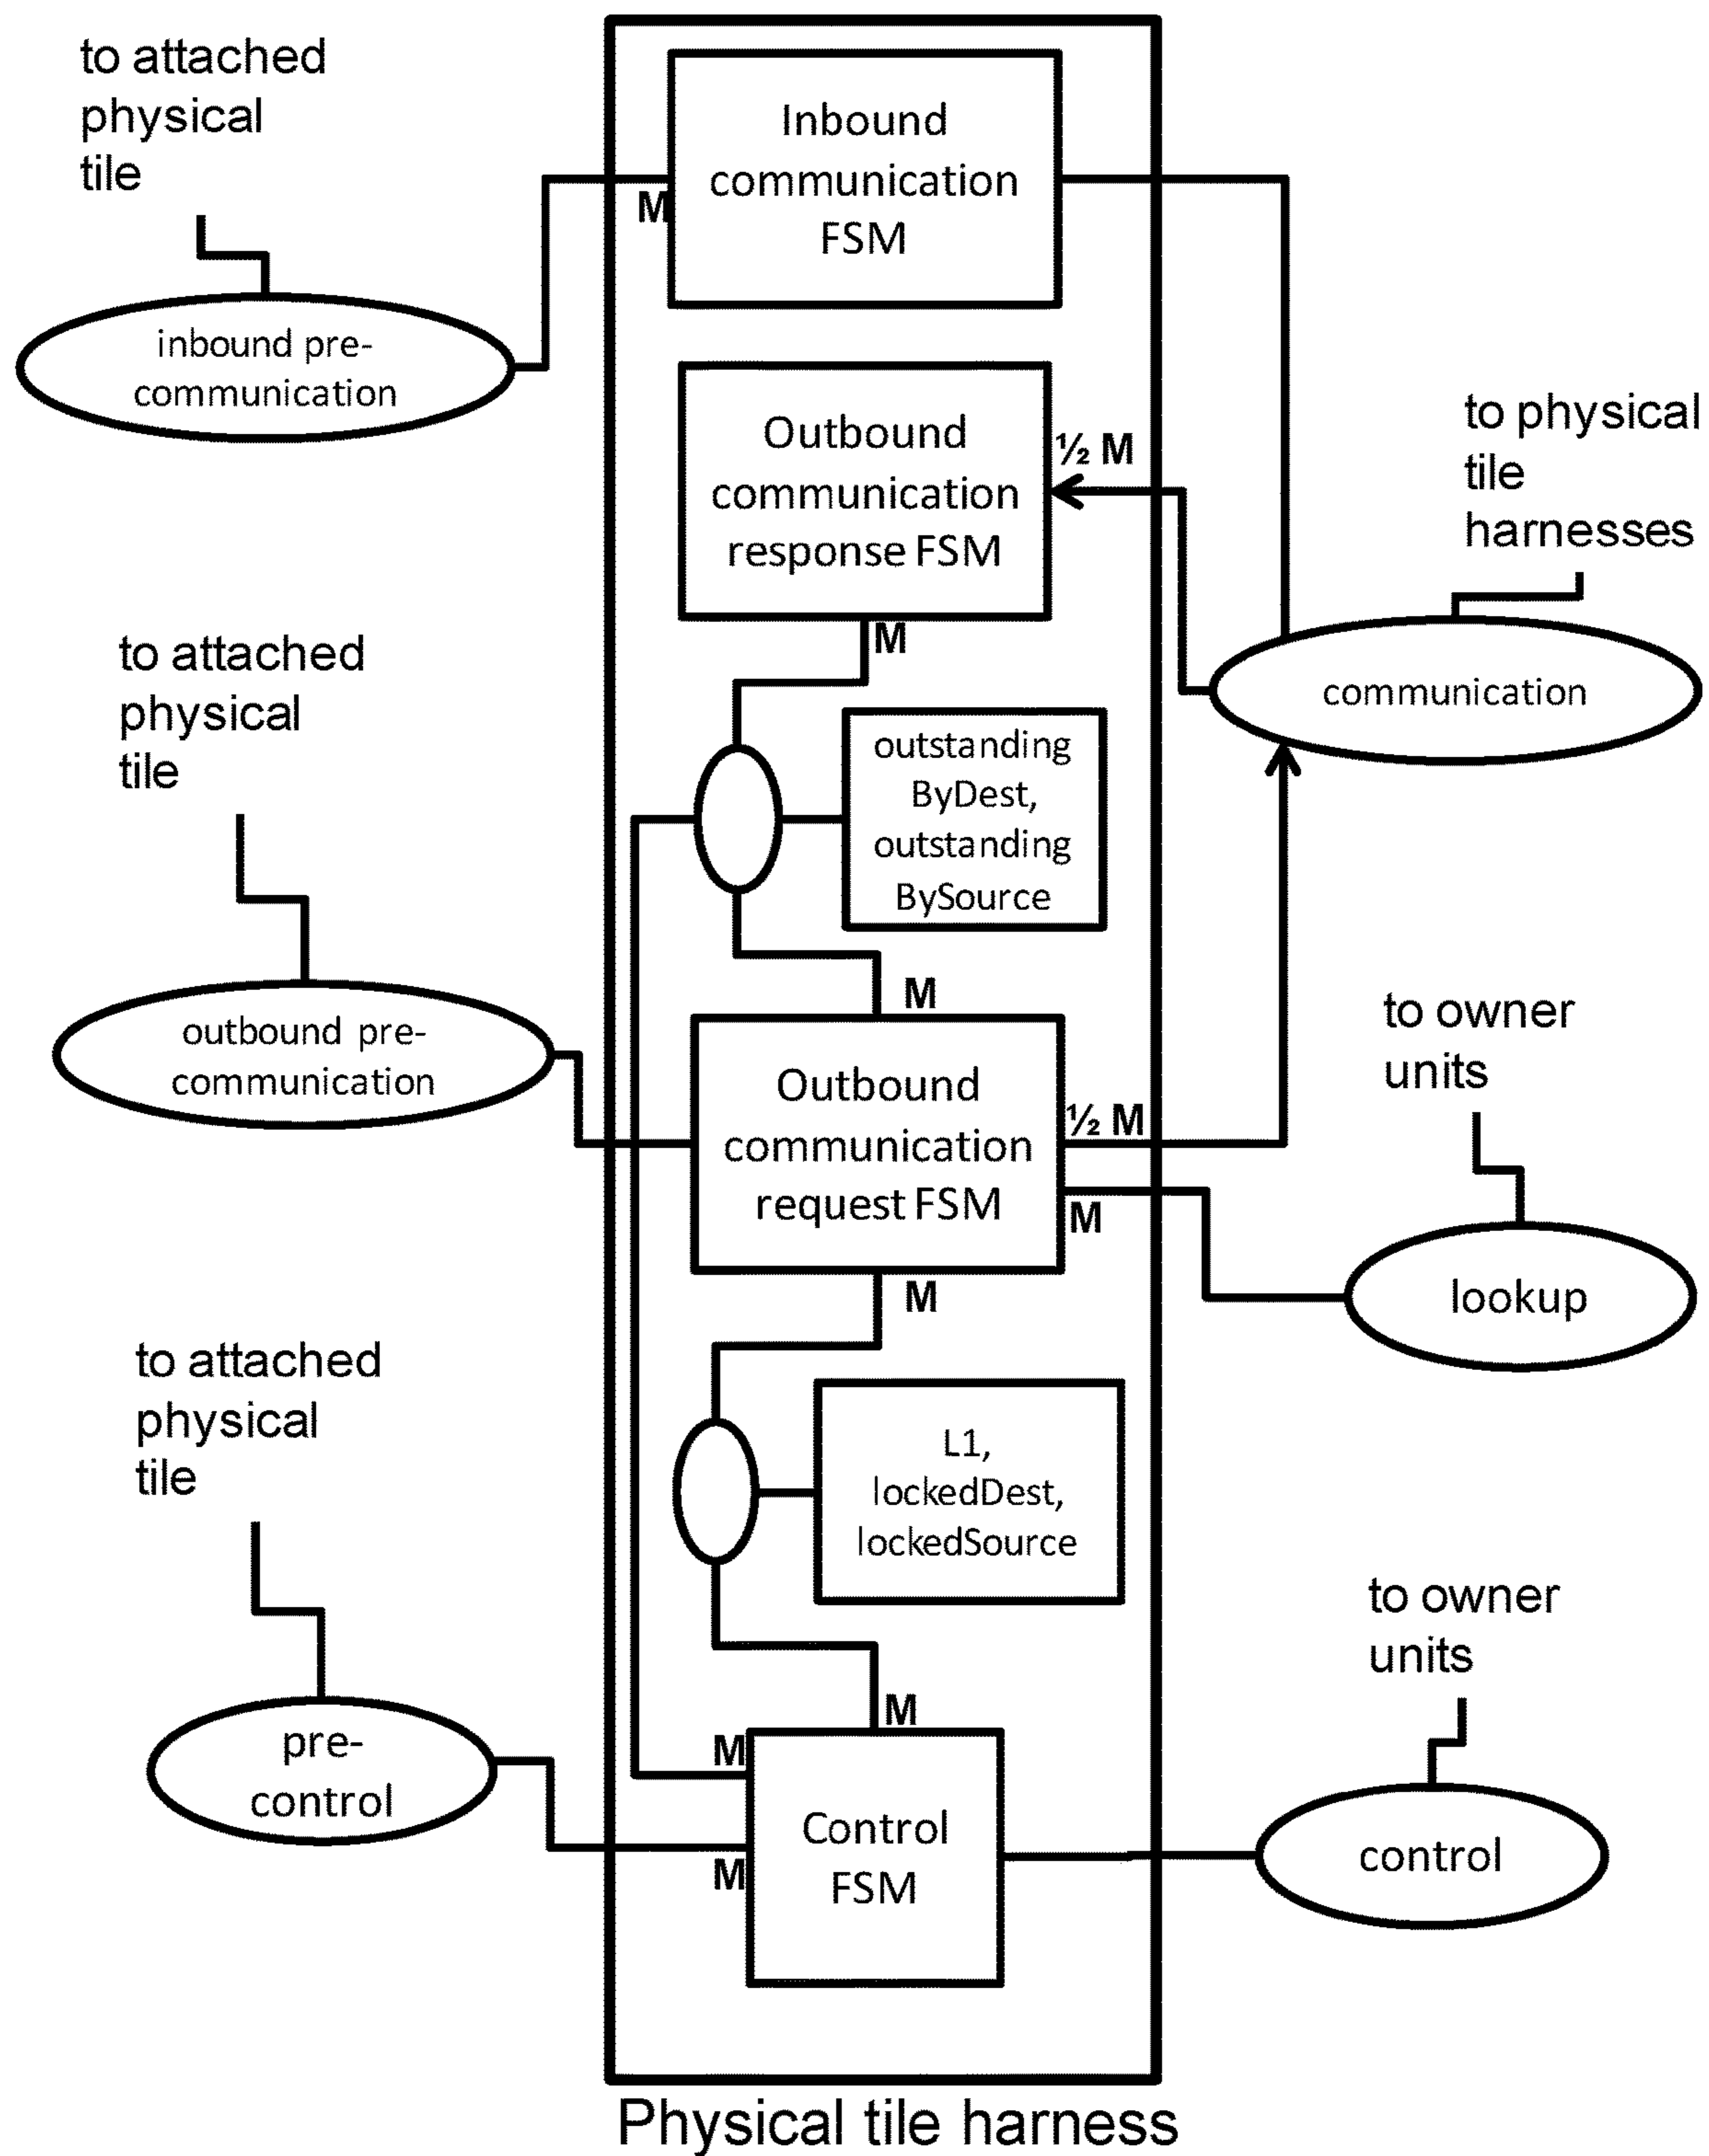 to attached
physical
tile
Inbound
communication
FSM
M
inbound pre-
communication
Outbound
communication
response FSM
½ M
M
to physical
tile
harnesses
communication
to attached
physical
tile
outstanding
ByDest,
outstanding
BySource
M
outbound pre-
communication
Outbound
communication
request FSM
½ M
M
M
to owner
units
lookup
to attached
physical
tile
L1,
lockedDest,
lockedSource
M
M
M
pre-
control
Control
FSM
to owner
units
control
Physical tile harness